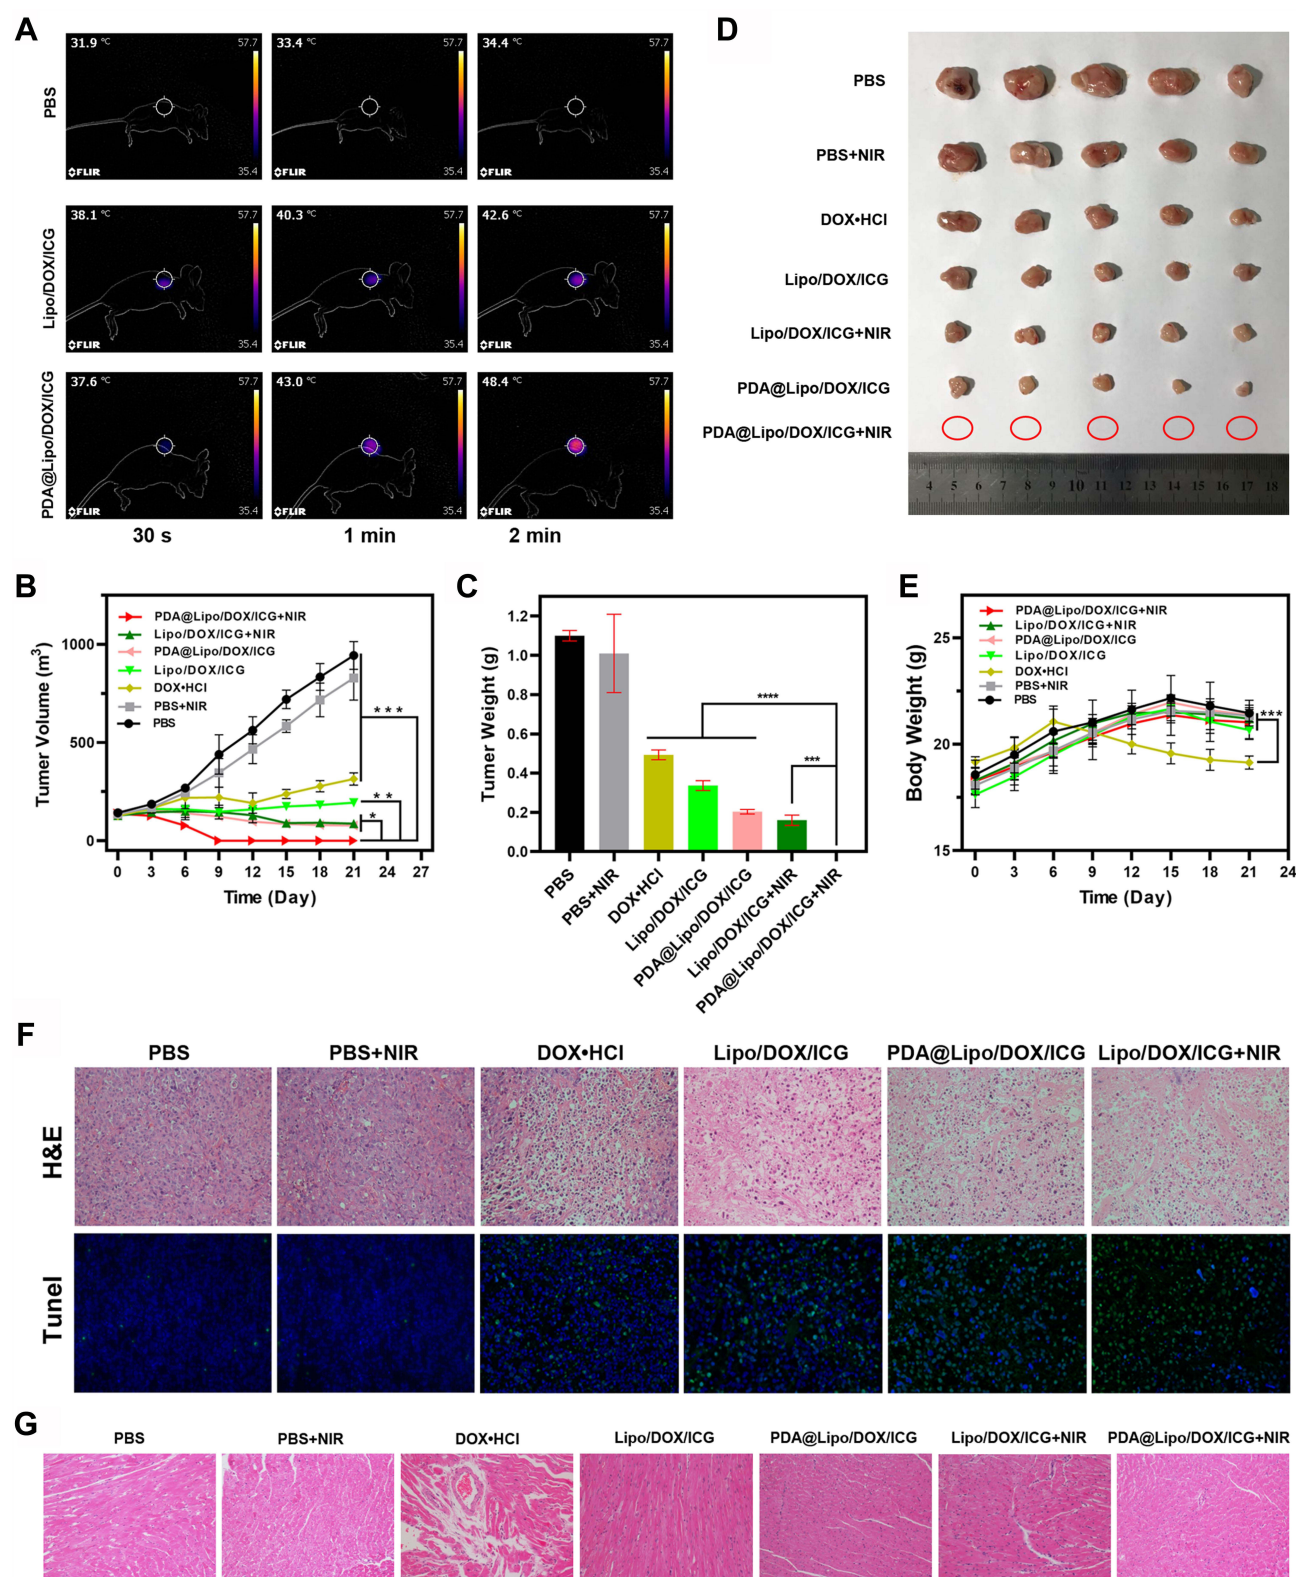 A
31.9 °C 57.7
33.4 °C 57.7
34.4 °C 57.7
PBS
FLIR 35.4
FLIR 35.4
FLIR 35.4
38.1 °C 57.7
40.3 °C 57.7
42.6 °C 57.7
Lipo/DOX/ICG
FLIR 35.4
FLIR 35.4
FLIR 35.4
37.6 °C 57.7
43.0 °C 57.7
48.4 °C 57.7
PDA@Lipo/DOX/ICG
FLIR 35.4
FLIR 35.4
FLIR 35.4
30 s 1 min 2 min
D
PBS
PBS+NIR
DOX•HCl
Lipo/DOX/ICG
Lipo/DOX/ICG+NIR
PDA@Lipo/DOX/ICG
PDA@Lipo/DOX/ICG+NIR
4 5 6 7 8 9 10 11 12 13 14 15 16 17 18
B
Tumer Volume (m³)
1000
500
0
PDA@Lipo/DOX/ICG+NIR
Lipo/DOX/ICG+NIR
PDA@Lipo/DOX/ICG
Lipo/DOX/ICG
DOX•HCl
PBS+NIR
PBS
***
**
*
0 3 6 9 12 15 18 21 24 27
Time (Day)
C
Tumer Weight (g)
1.2
1.0
0.8
0.6
0.4
0.2
0.0
****
***
PBS
PBS+NIR
DOX•HCl
Lipo/DOX/ICG
PDA@Lipo/DOX/ICG
Lipo/DOX/ICG+NIR
PDA@Lipo/DOX/ICG+NIR
E
Body Weight (g)
25
20
15
PDA@Lipo/DOX/ICG+NIR
Lipo/DOX/ICG+NIR
PDA@Lipo/DOX/ICG
Lipo/DOX/ICG
DOX•HCl
PBS+NIR
PBS
***
0 3 6 9 12 15 18 21 24
Time (Day)
F
PBS PBS+NIR DOX•HCl Lipo/DOX/ICG PDA@Lipo/DOX/ICG Lipo/DOX/ICG+NIR
H&E
Tunel
G
PBS PBS+NIR DOX•HCl Lipo/DOX/ICG PDA@Lipo/DOX/ICG Lipo/DOX/ICG+NIR PDA@Lipo/DOX/ICG+NIR